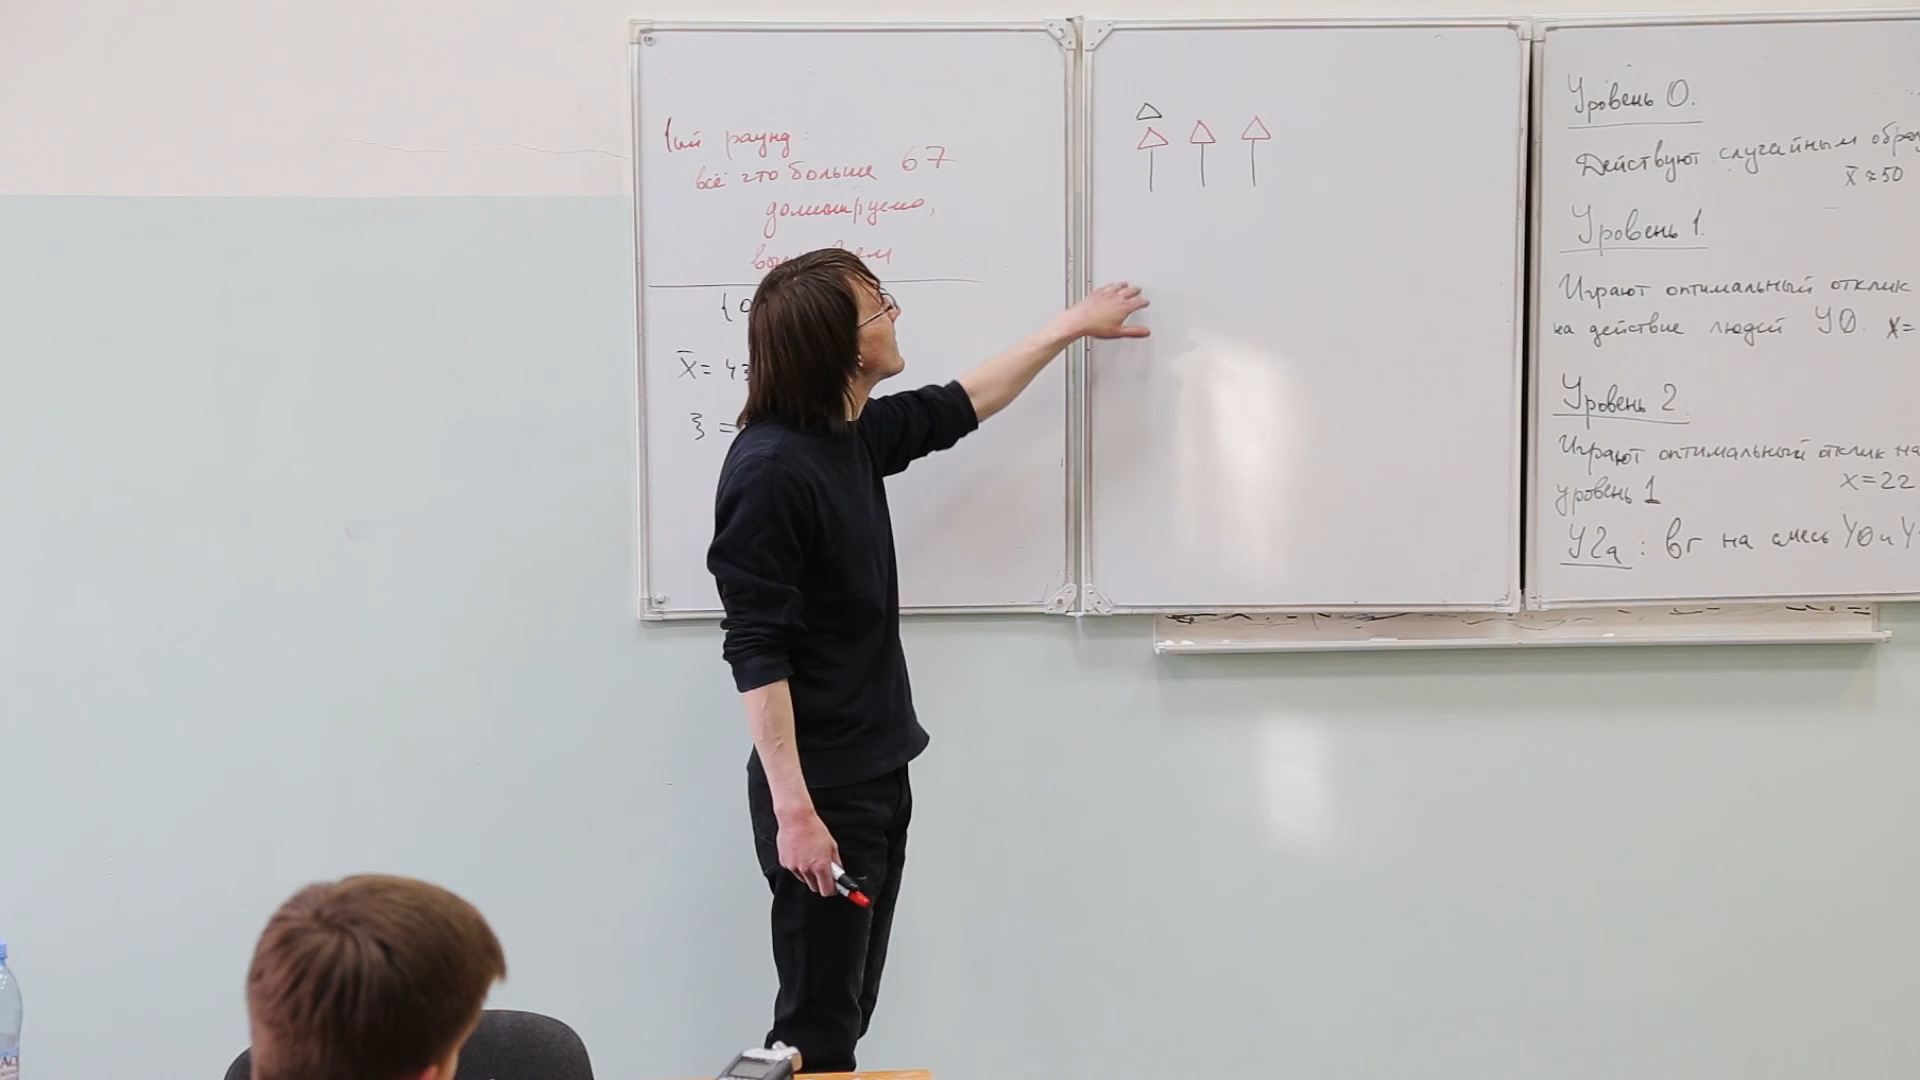 1ый раунд:
всё что больше 67
доминируемо,
X̄ = 43
ξ =
Уровень 0.
Действуют случайным обра
x̄ ≈ 50
Уровень 1.
Играют оптимальный отклик
на действие людей У0. x=
Уровень 2
Играют оптимальный отклик на
уровень 1 x=22
У2а : вг на смесь У0 и У